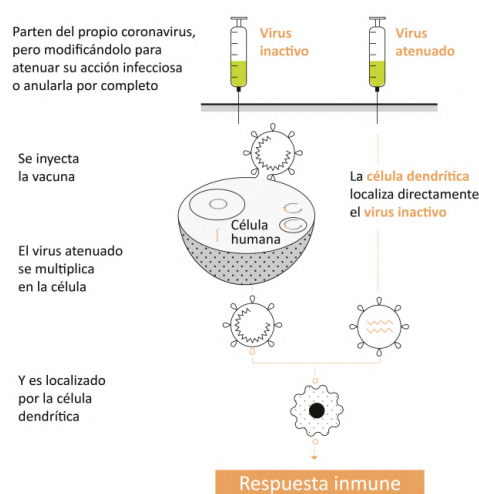 Parten del propio coronavirus,
pero modificándolo para
atenuar su acción infecciosa
o anularla por completo
Virus
inactivo
Virus
atenuado
Se inyecta
la vacuna
La célula dendrítica
localiza directamente
el virus inactivo
Célula
humana
El virus atenuado
se multiplica
en la célula
Y es localizado
por la célula
dendrítica
Respuesta inmune